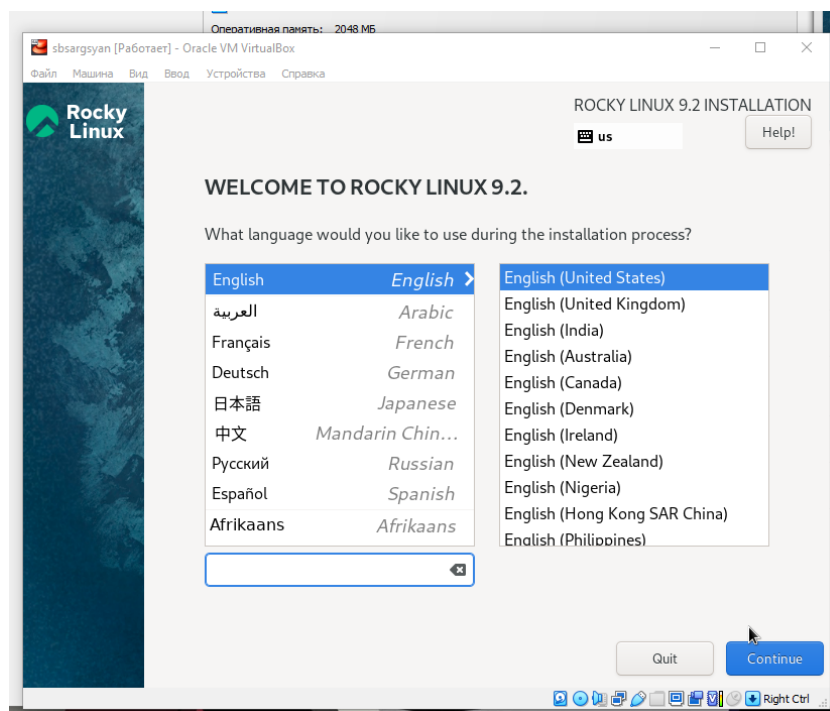 Оперативная память: 2048 МБ
sbsargsyan [Работает] - Oracle VM VirtualBox
Файл Машина Вид Ввод Устройства Справка
Rocky
Linux
ROCKY LINUX 9.2 INSTALLATION
us
Help!
WELCOME TO ROCKY LINUX 9.2.
What language would you like to use during the installation process?
English English
العربية Arabic
Français French
Deutsch German
日本語 Japanese
中文 Mandarin Chin...
Русский Russian
Español Spanish
Afrikaans Afrikaans
English (United States)
English (United Kingdom)
English (India)
English (Australia)
English (Canada)
English (Denmark)
English (Ireland)
English (New Zealand)
English (Nigeria)
English (Hong Kong SAR China)
English (Philippines)
Quit
Continue
Right Ctrl